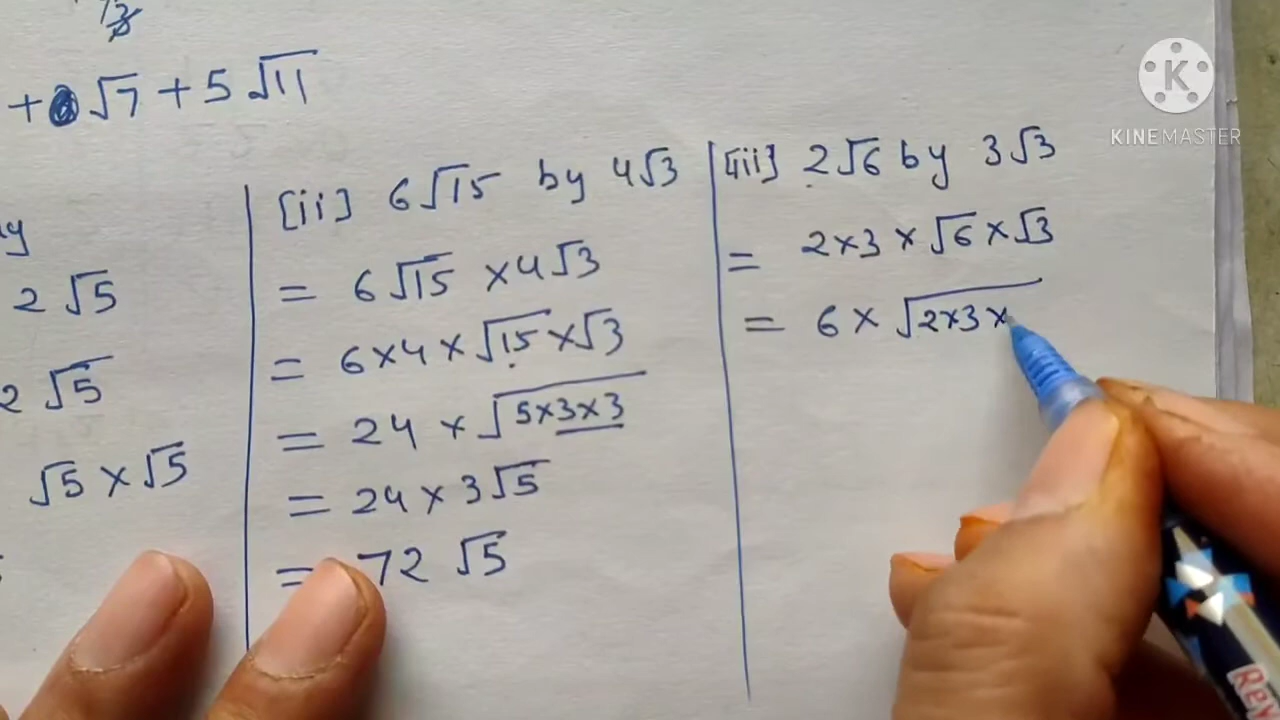 + √7 + 5 √11
KINEMASTER
2 √5
2 √5
√5 × √5
[ii] 6√15 by 4√3
= 6√15 × 4√3
= 6×4×√15×√3
= 24 × √5×3×3
= 24 × 3√5
= 72 √5
[iii] 2√6 by 3√3
= 2×3×√6×√3
= 6 × √2×3×